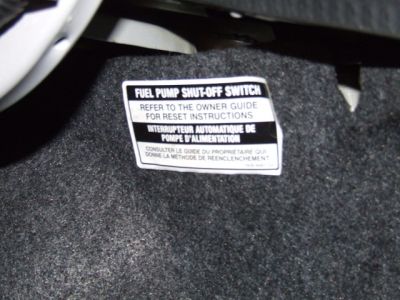 FUEL PUMP SHUT-OFF SWITCH
REFER TO THE OWNER GUIDE
FOR RESET INSTRUCTIONS
INTERRUPTEUR AUTOMATIQUE DE
POMPE D'ALIMENTATION
CONSULTER LE GUIDE DU PROPRIÉTAIRE QUI
DONNE LA MÉTHODE DE RÉENCLENCHEMENT